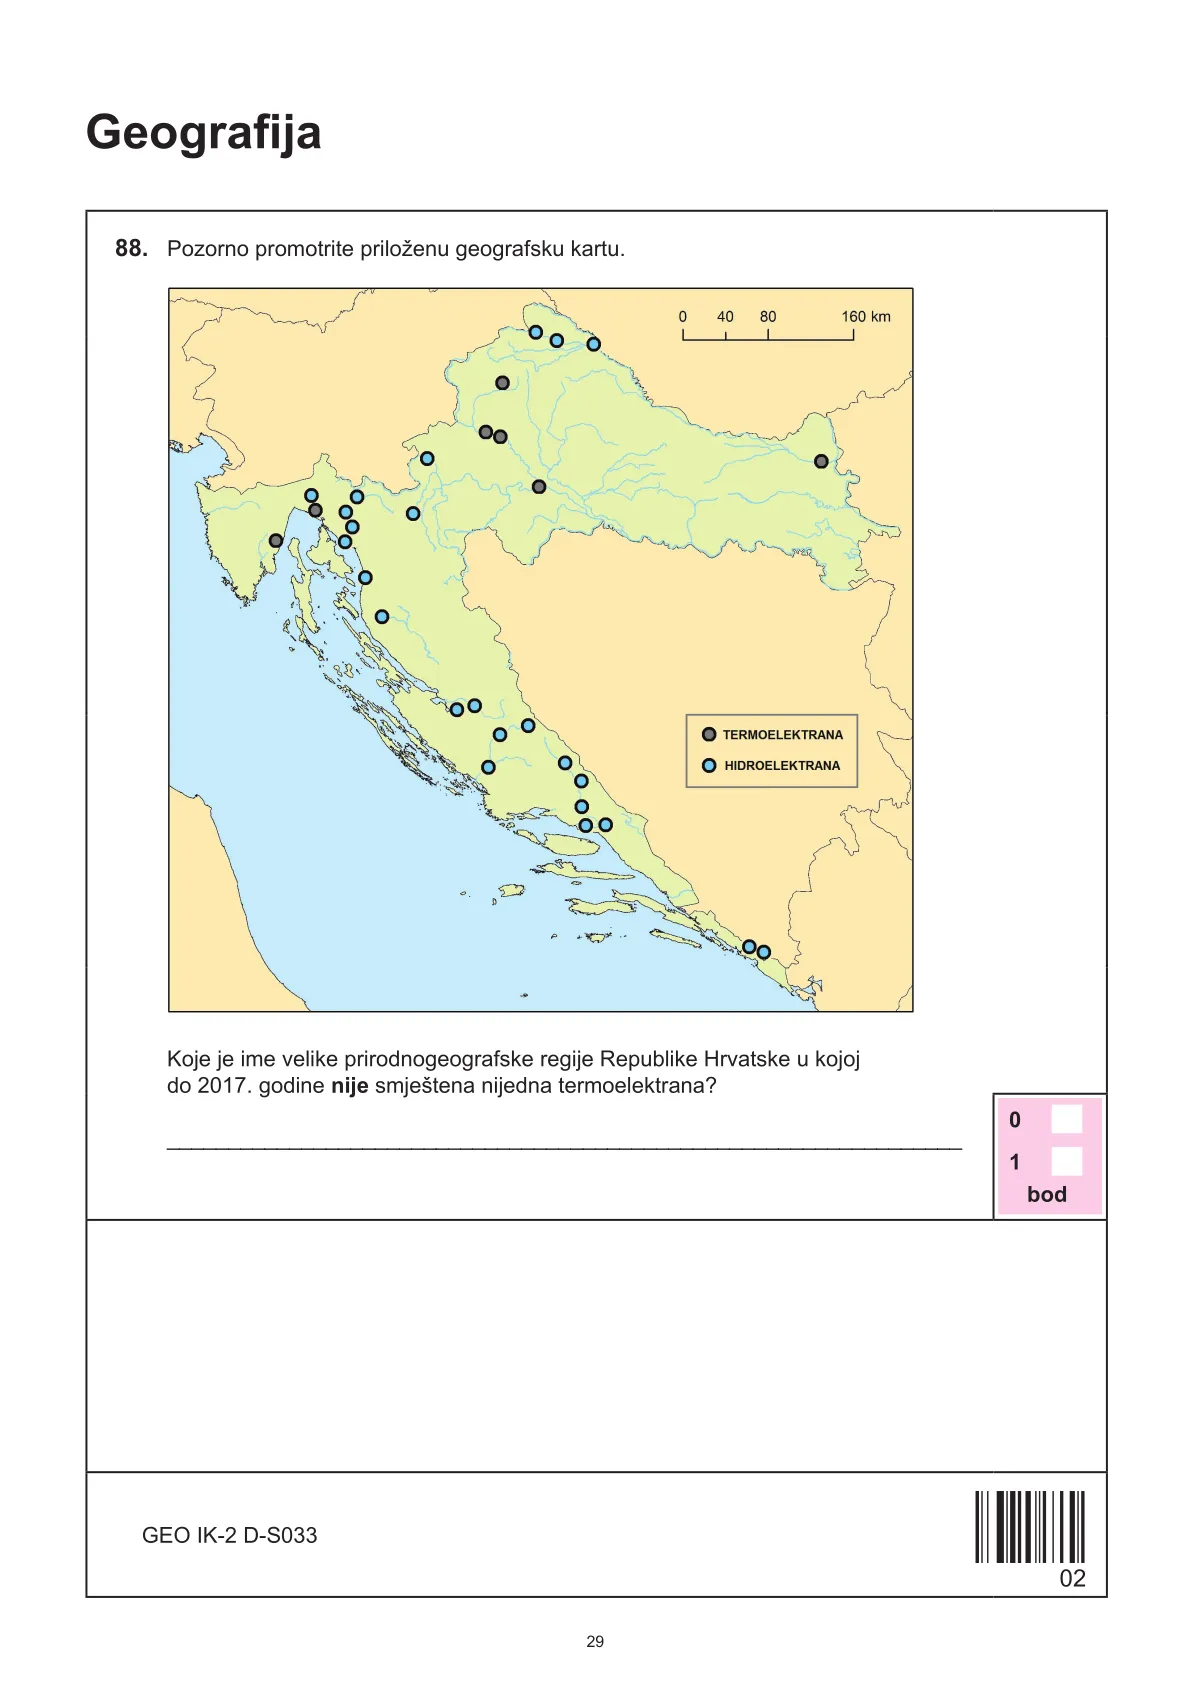 Geografija
88. Pozorno promotrite priloženu geografsku kartu.
0 40 80 160 km
TERMOELEKTRANA
HIDROELEKTRANA
Koje je ime velike prirodnogeografske regije Republike Hrvatske u kojoj
do 2017. godine nije smještena nijedna termoelektrana?
0
1
bod
GEO IK-2 D-S033
02
29